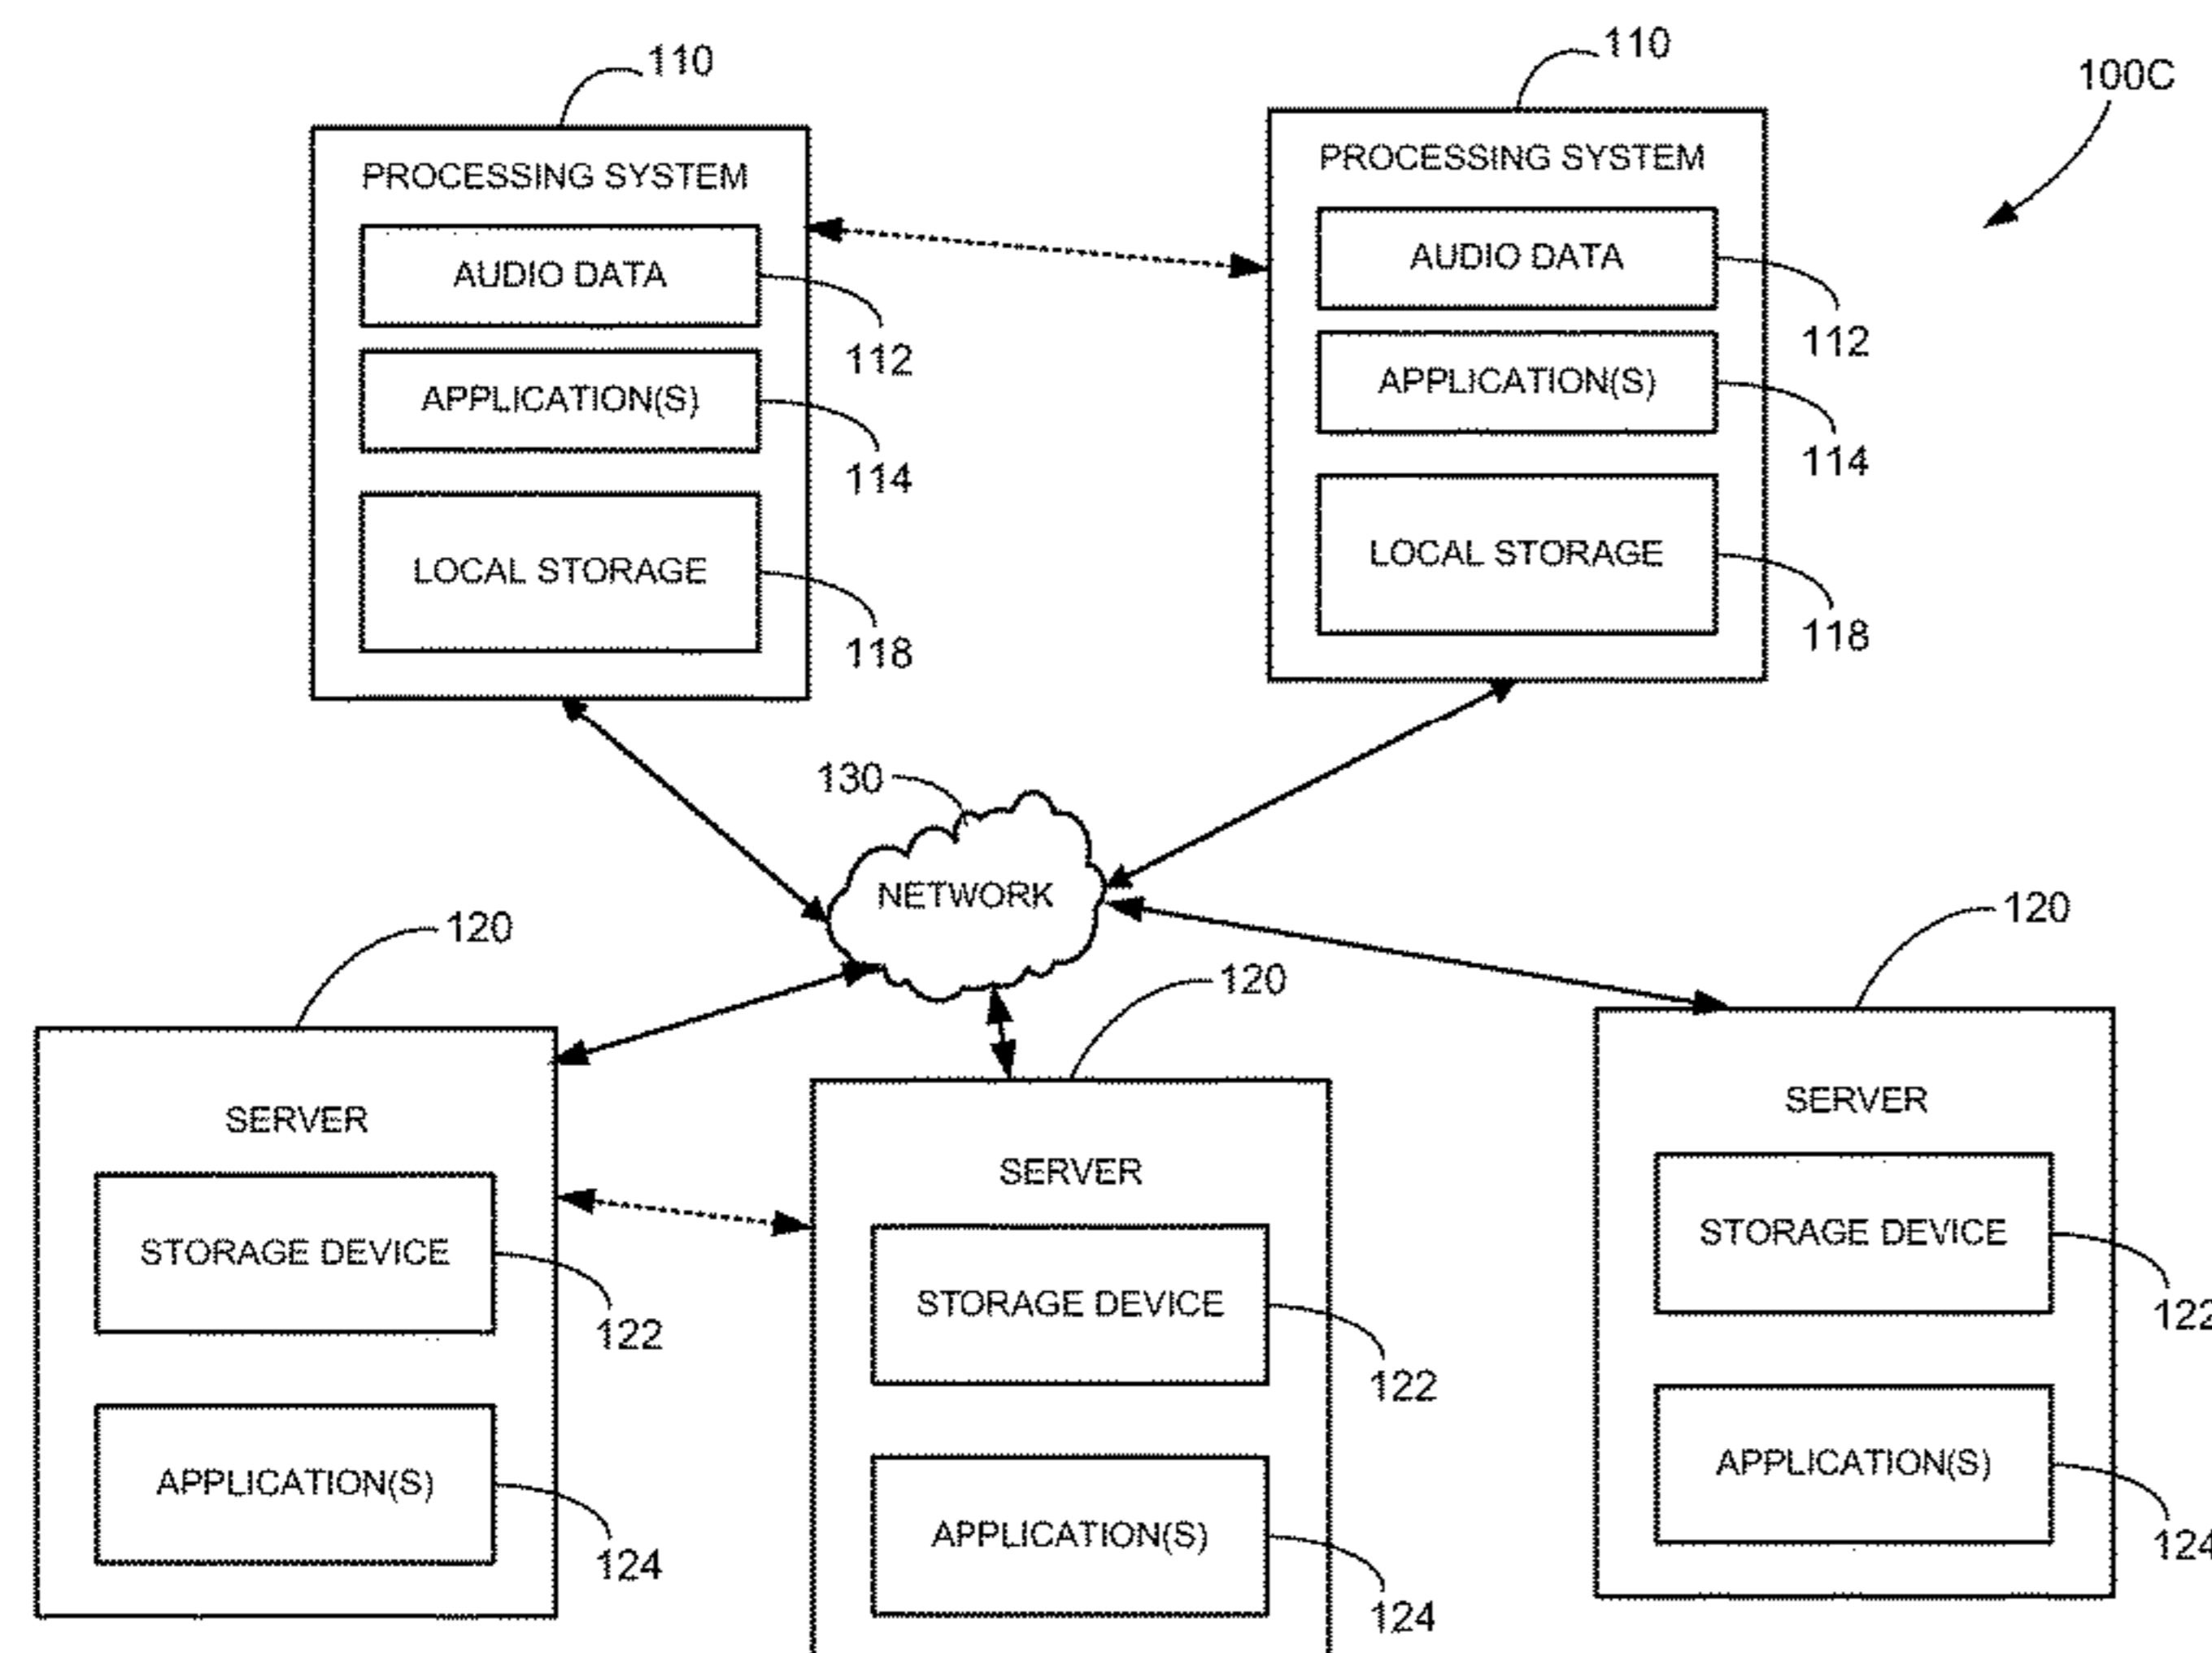 110
110
100C
PROCESSING SYSTEM
AUDIO DATA
112
APPLICATION(S)
114
LOCAL STORAGE
118
PROCESSING SYSTEM
AUDIO DATA
112
APPLICATION(S)
114
LOCAL STORAGE
118
130
NETWORK
120
SERVER
STORAGE DEVICE
122
APPLICATION(S)
124
120
SERVER
STORAGE DEVICE
122
APPLICATION(S)
124
120
SERVER
STORAGE DEVICE
122
APPLICATION(S)
124